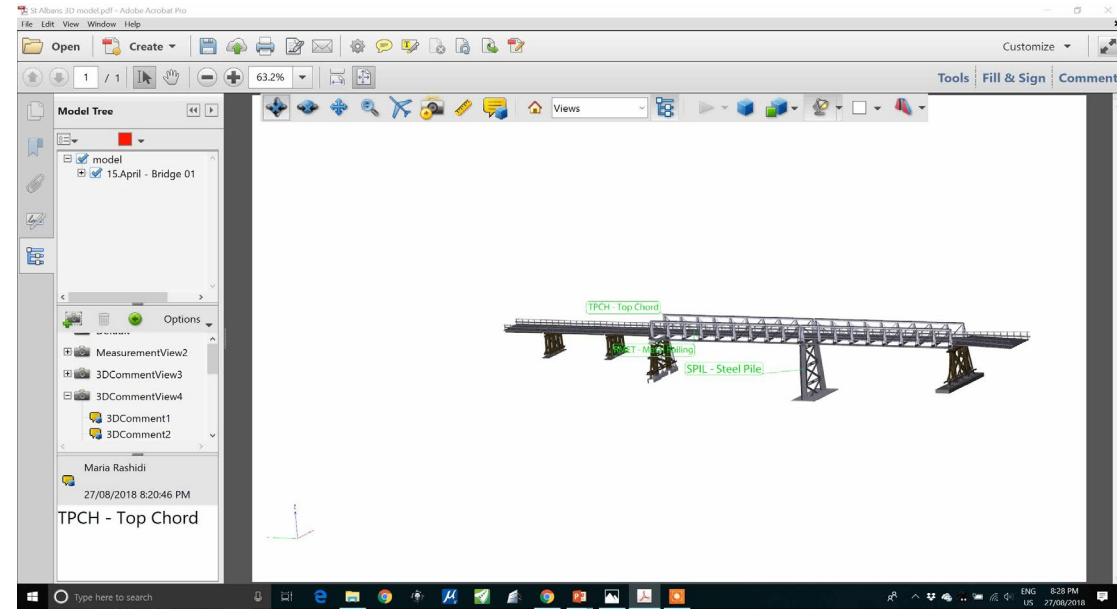 St Albans 3D model.pdf - Adobe Acrobat Pro
File Edit View Window Help
Open Create Customize
1 / 1 63.2% Tools Fill & Sign Comment
Model Tree Views
model
15.April - Bridge 01
TPCH - Top Chord
Railing
SPIL - Steel Pile
Options
Default
MeasurementView2
3DCommentView3
3DCommentView4
3DComment1
3DComment2
Maria Rashidi
27/08/2018 8:20:46 PM
TPCH - Top Chord
Type here to search
ENG 8:28 PM
US 27/08/2018